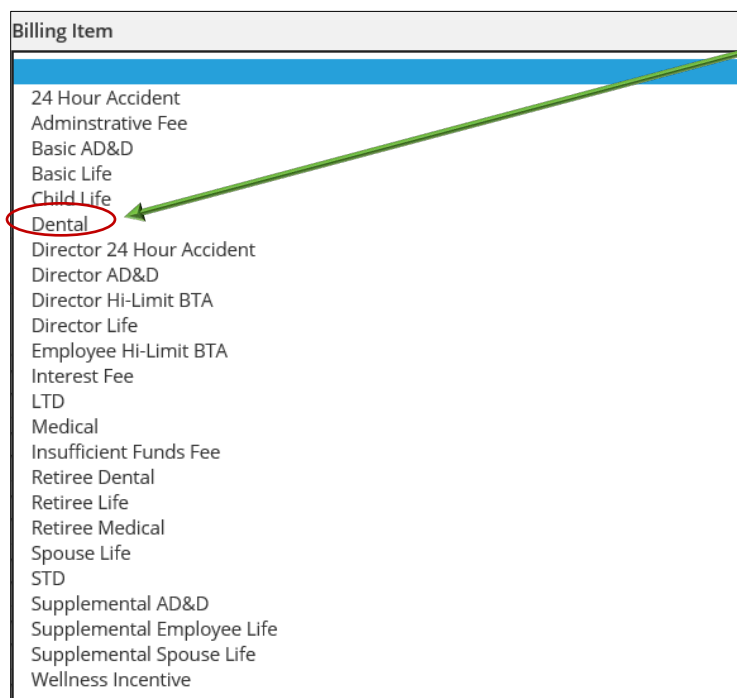 Billing Item
24 Hour Accident
Adminstrative Fee
Basic AD&D
Basic Life
Child Life
Dental
Director 24 Hour Accident
Director AD&D
Director Hi-Limit BTA
Director Life
Employee Hi-Limit BTA
Interest Fee
LTD
Medical
Insufficient Funds Fee
Retiree Dental
Retiree Life
Retiree Medical
Spouse Life
STD
Supplemental AD&D
Supplemental Employee Life
Supplemental Spouse Life
Wellness Incentive